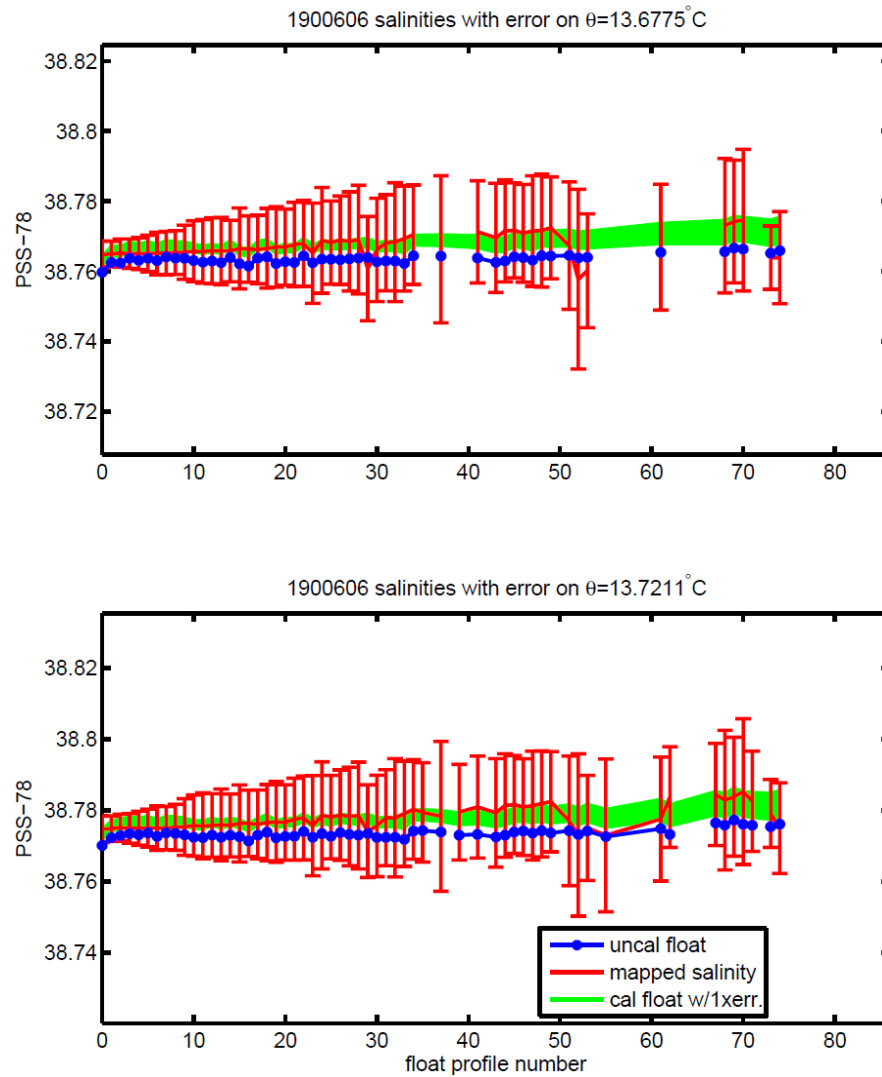 1900606 salinities with error on θ=13.6775°C
38.82
38.8
38.78
38.76
38.74
38.72
PSS−78
0 10 20 30 40 50 60 70 80
1900606 salinities with error on θ=13.7211°C
38.82
38.8
38.78
38.76
38.74
PSS−78
uncal float
mapped salinity
cal float w/1xerr.
0 10 20 30 40 50 60 70 80
float profile number